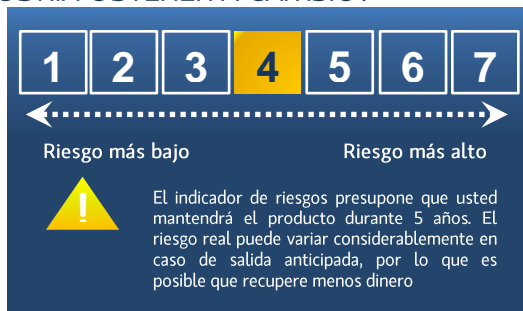 1 2 3 4 5 6 7
Riesgo más bajo Riesgo más alto
!
El indicador de riesgos presupone que usted
mantendrá el producto durante 5 años. El
riesgo real puede variar considerablemente en
caso de salida anticipada, por lo que es
posible que recupere menos dinero